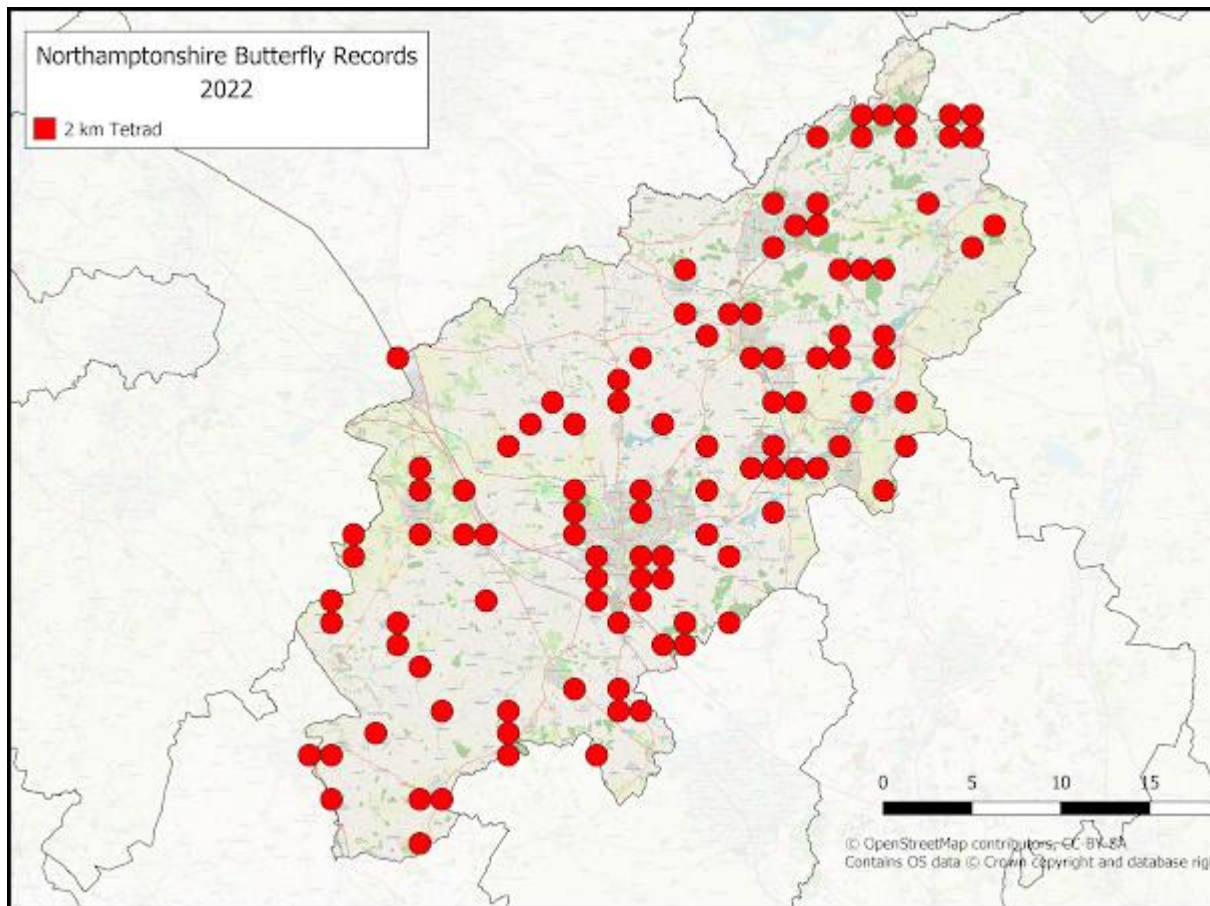 Northamptonshire Butterfly Records
2022
2 km Tetrad
0 5 10 15
© OpenStreetMap contributors, CC-BY-SA
Contains OS data © Crown copyright and database